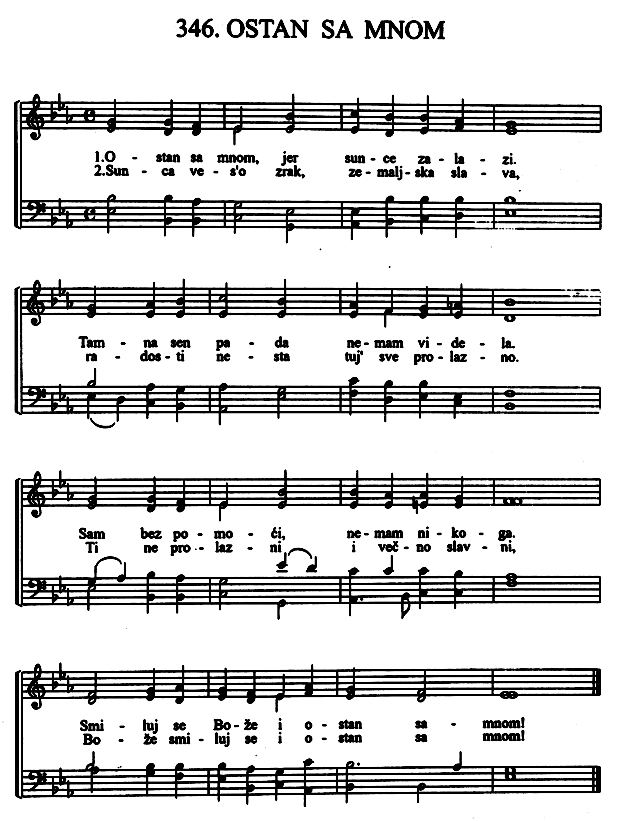 346. OSTAN SA MNOM
1.O - stan sa mnom, jer sun - ce za - la - zi.
2.Sun - ca ve - s'o zrak, ze - malj - ska sla - va,
Tam - na sen pa - da ne - mam vi - de - la.
ra - dos - ti ne - sta tuj' sve pro - laz - no.
Sam bez po - mo - ći, ne - mam ni - ko - ga.
Ti ne pro - laz - ni i več - no slav - ni,
Smi - luj se Bo - že i o - stan sa - mnom!
Bo - že smi - luj se i o - stan sa mnom!